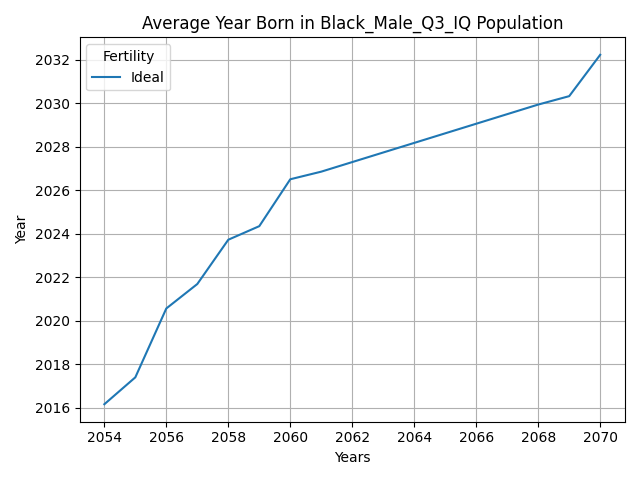 Average Year Born in Black_Male_Q3_IQ Population
Fertility
Ideal
2032
2030
2028
2026
2024
2022
2020
2018
2016
Year
2054 2056 2058 2060 2062 2064 2066 2068 2070
Years